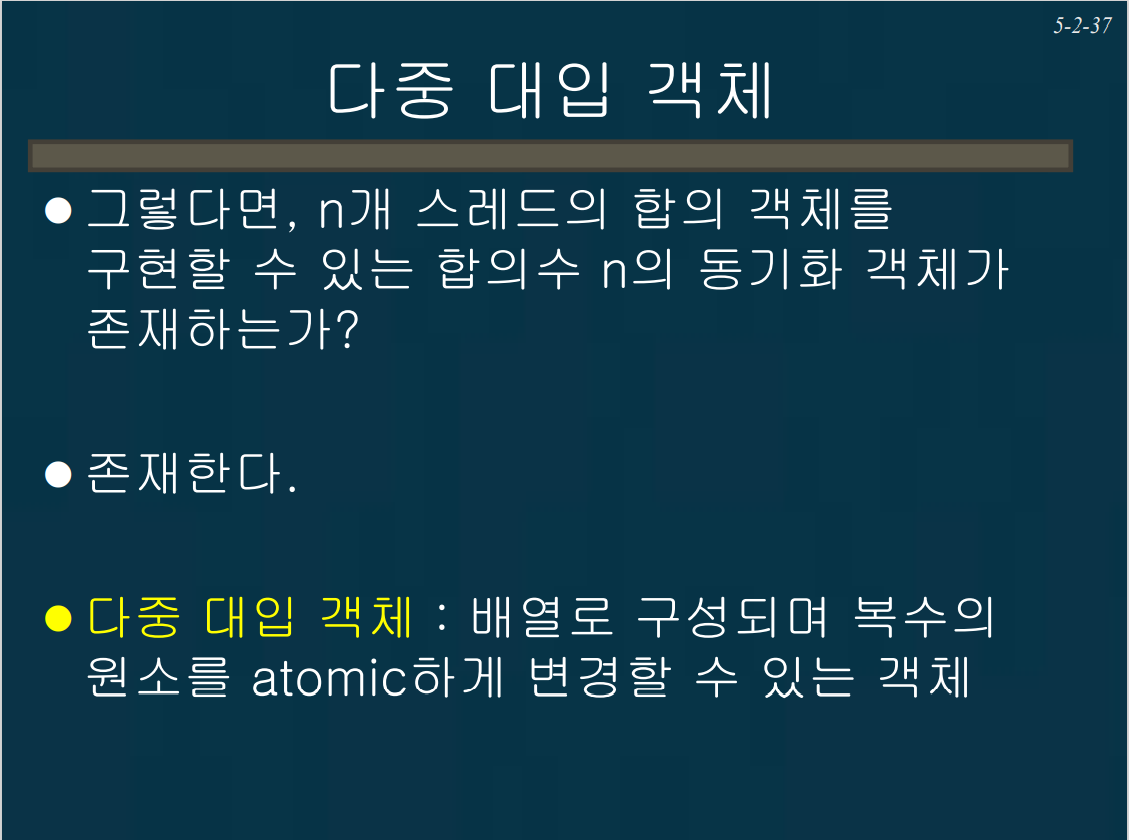 5-2-37
다중 대입 객체
● 그렇다면, n개 스레드의 합의 객체를
구현할 수 있는 합의수 n의 동기화 객체가
존재하는가?
● 존재한다.
● 다중 대입 객체 : 배열로 구성되며 복수의
원소를 atomic하게 변경할 수 있는 객체